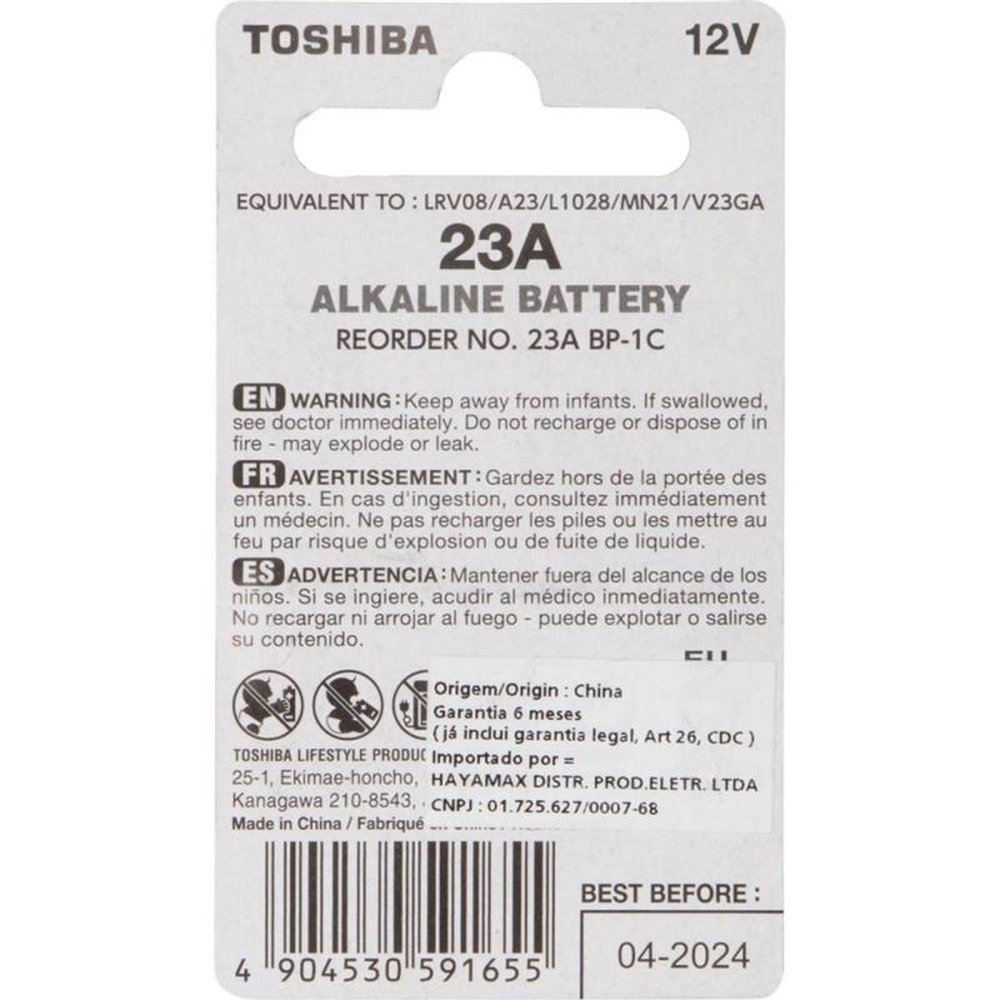 TOSHIBA 12V
EQUIVALENT TO : LRV08/A23/L1028/MN21/V23GA
23A
ALKALINE BATTERY
REORDER NO. 23A BP-1C
EN WARNING : Keep away from infants. If swallowed,
see doctor immediately. Do not recharge or dispose of in
fire - may explode or leak.
FR AVERTISSEMENT : Gardez hors de la portée des
enfants. En cas d'ingestion, consultez immédiatement
un médecin. Ne pas recharger les piles ou les mettre au
feu par risque d'explosion ou de fuite de liquide.
ES ADVERTENCIA : Mantener fuera del alcance de los
niños. Si se ingiere, acudir al médico inmediatamente.
No recargar ni arrojar al fuego - puede explotar o salirse
su contenido.
EU
Origem/Origin : China
Garantia 6 meses
( já inclui garantia legal, Art 26, CDC )
Importado por =
HAYAMAX DISTR. PROD.ELETR. LTDA
CNPJ : 01.725.627/0007-68
TOSHIBA LIFESTYLE PRODUC
25-1, Ekimae-honcho,
Kanagawa 210-8543,
Made in China / Fabriqué
4 904530 591655
BEST BEFORE :
04-2024